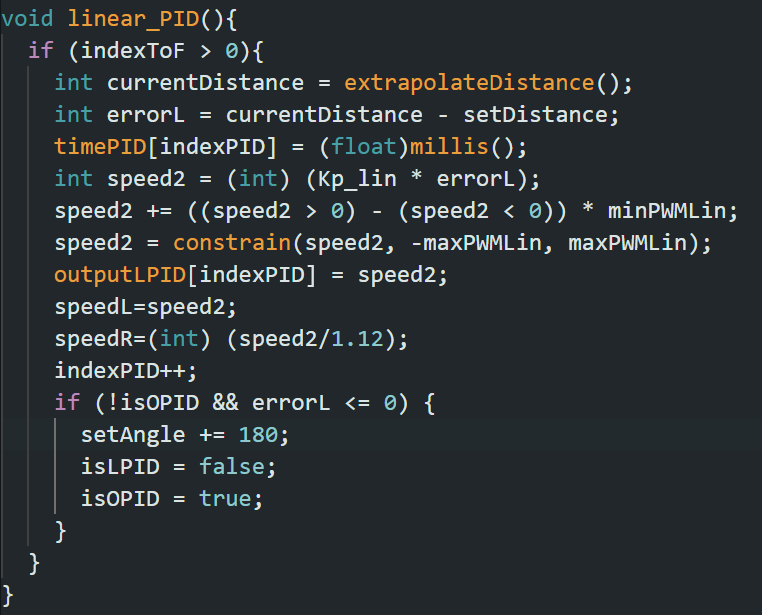 void linear_PID(){
  if (indexToF > 0){
    int currentDistance = extrapolateDistance();
    int errorL = currentDistance - setDistance;
    timePID[indexPID] = (float)millis();
    int speed2 = (int) (Kp_lin * errorL);
    speed2 += ((speed2 > 0) - (speed2 < 0)) * minPWMLin;
    speed2 = constrain(speed2, -maxPWMLin, maxPWMLin);
    outputLPID[indexPID] = speed2;
    speedL=speed2;
    speedR=(int) (speed2/1.12);
    indexPID++;
    if (!isOPID && errorL <= 0) {
      setAngle += 180;
      isLPID = false;
      isOPID = true;
    }
  }
}